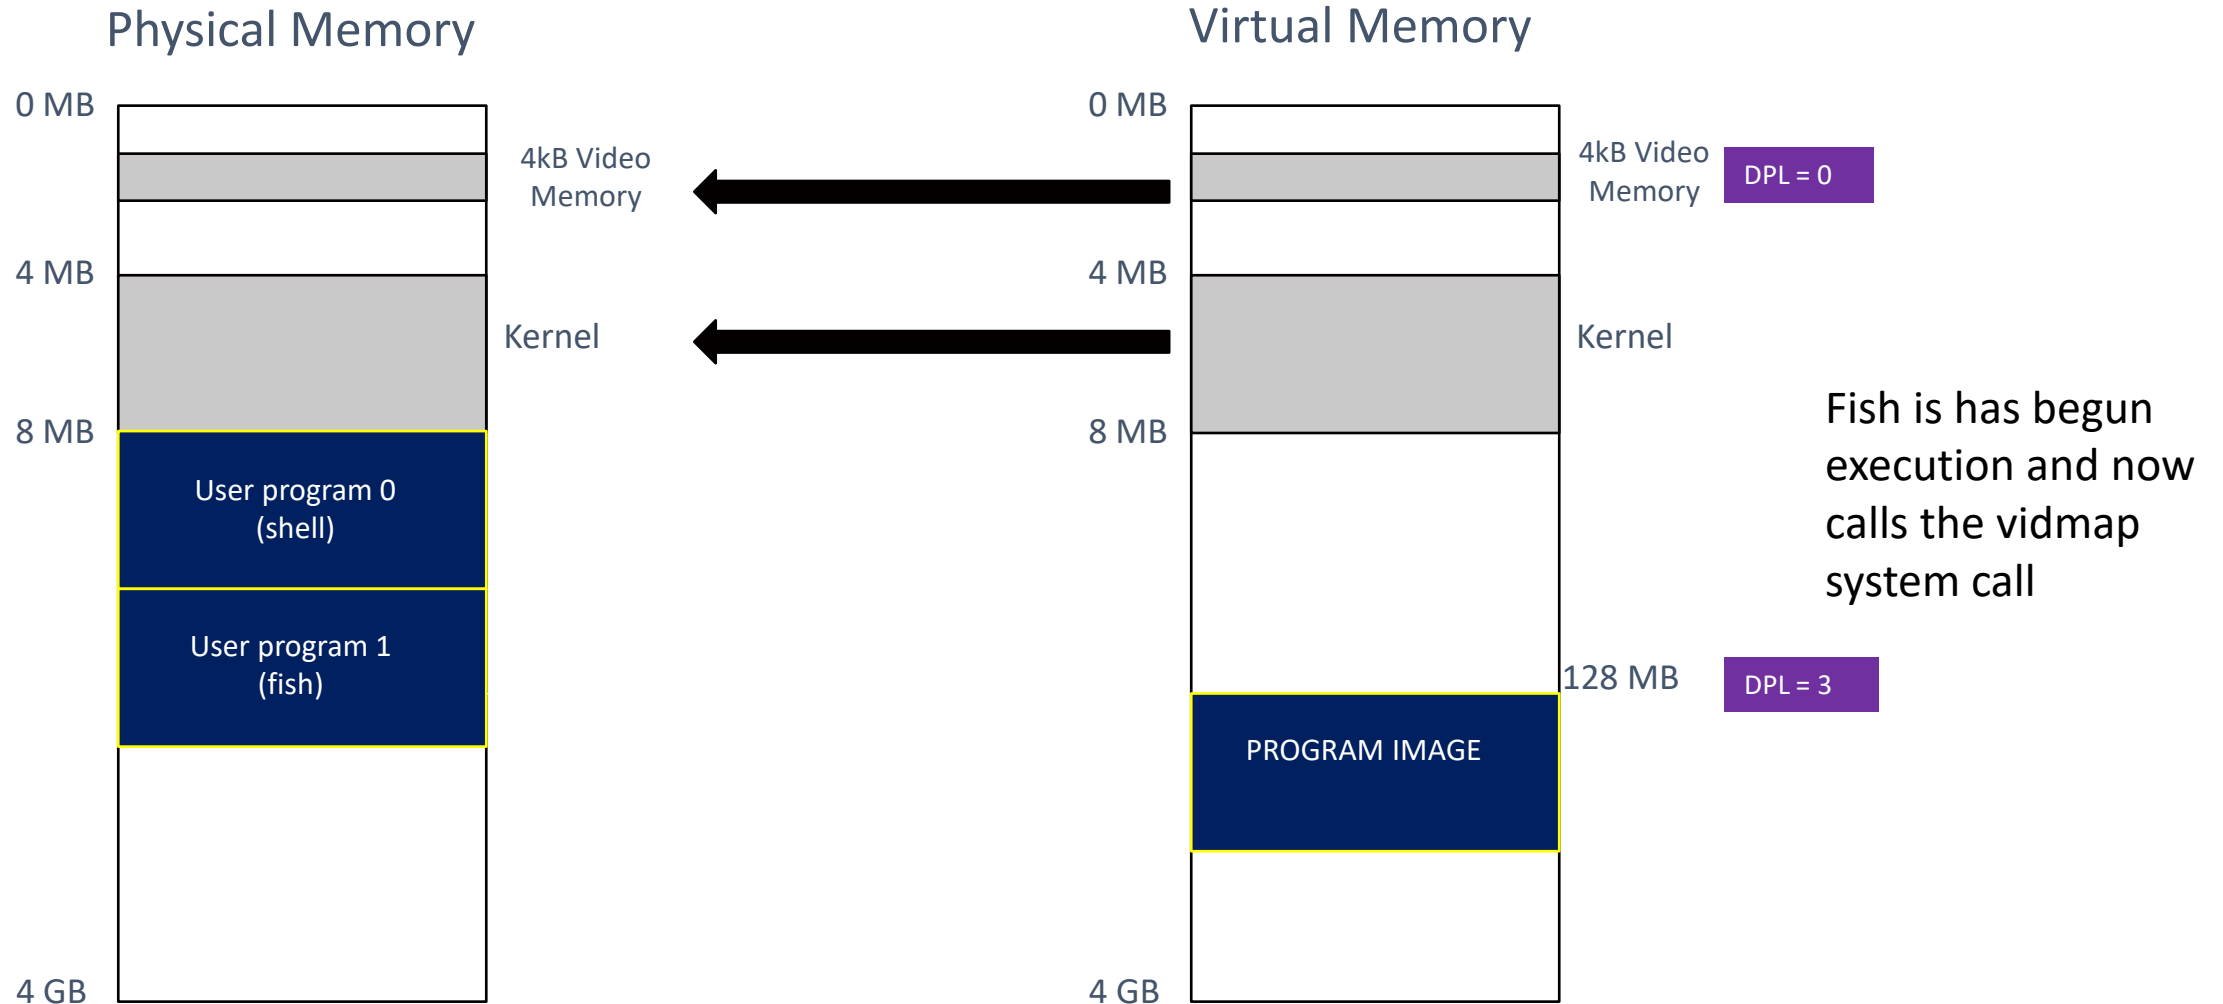 Physical Memory
0 MB
4kB Video
Memory
4 MB
Kernel
8 MB
User program 0
(shell)
User program 1
(fish)
4 GB
Virtual Memory
0 MB
4kB Video
Memory
DPL = 0
4 MB
Kernel
8 MB
128 MB
DPL = 3
PROGRAM IMAGE
4 GB
Fish is has begun
execution and now
calls the vidmap
system call